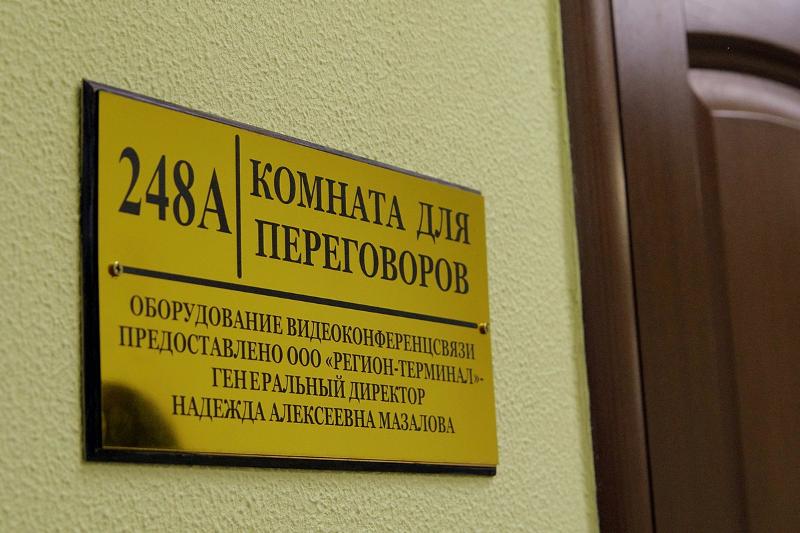 248А
КОМНАТА ДЛЯ
ПЕРЕГОВОРОВ
ОБОРУДОВАНИЕ ВИДЕОКОНФЕРЕНЦСВЯЗИ
ПРЕДОСТАВЛЕНО ООО «РЕГИОН-ТЕРМИНАЛ»-
ГЕНЕРАЛЬНЫЙ ДИРЕКТОР
НАДЕЖДА АЛЕКСЕЕВНА МАЗАЛОВА